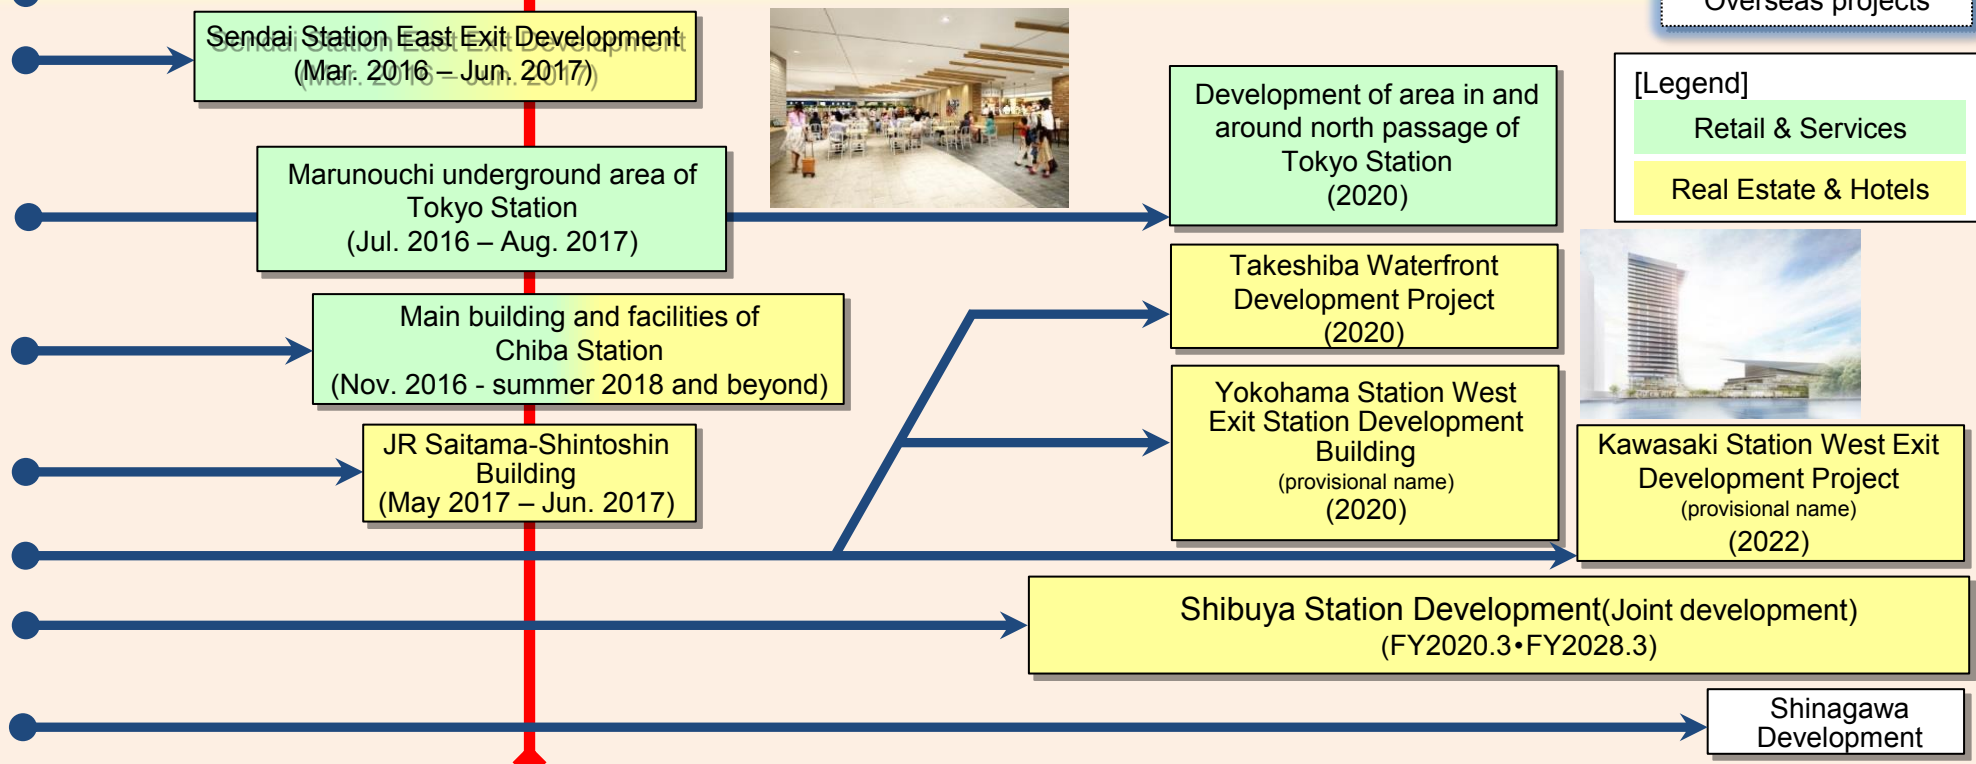 Overseas projects
Sendai Station East Exit Development
(Mar. 2016 – Jun. 2017)
[Legend]
Retail & Services
Real Estate & Hotels
Development of area in and
around north passage of
Tokyo Station
(2020)
Marunouchi underground area of
Tokyo Station
(Jul. 2016 – Aug. 2017)
Takeshiba Waterfront
Development Project
(2020)
Main building and facilities of
Chiba Station
(Nov. 2016 - summer 2018 and beyond)
Yokohama Station West
Exit Station Development
Building
(provisional name)
(2020)
JR Saitama-Shintoshin
Building
(May 2017 – Jun. 2017)
Kawasaki Station West Exit
Development Project
(provisional name)
(2022)
Shibuya Station Development(Joint development)
(FY2020.3・FY2028.3)
Shinagawa
Development